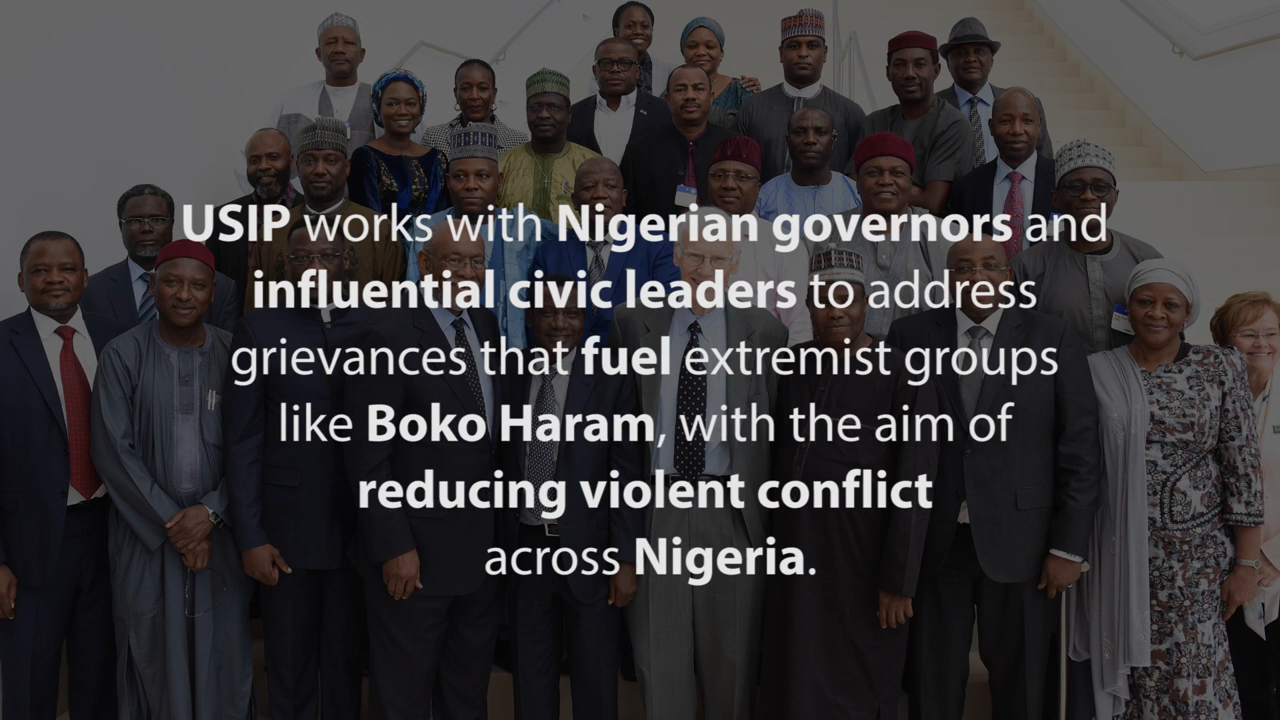 USIP works with Nigerian governors and
influential civic leaders to address
grievances that fuel extremist groups
like Boko Haram, with the aim of
reducing violent conflict
across Nigeria.